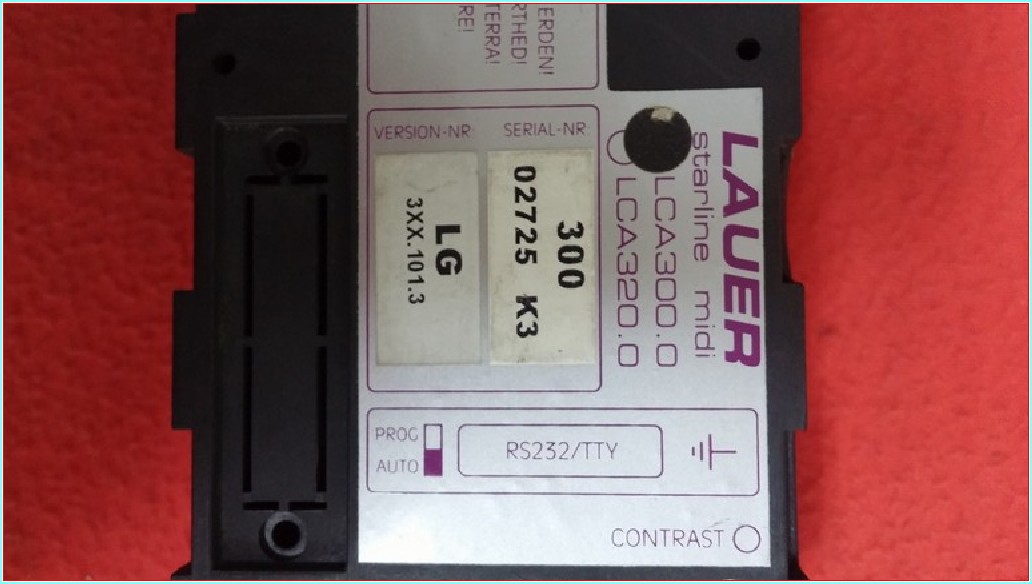 ERDEN!
RTHED!
TERRA!
RE!
LAUER
starline midi
LCA300.0
LCA320.0
VERSION-NR:
SERIAL-NR:
300
02725 K3
LG
3XX.101.3
PROG
AUTO
RS232/TTY
CONTRAST